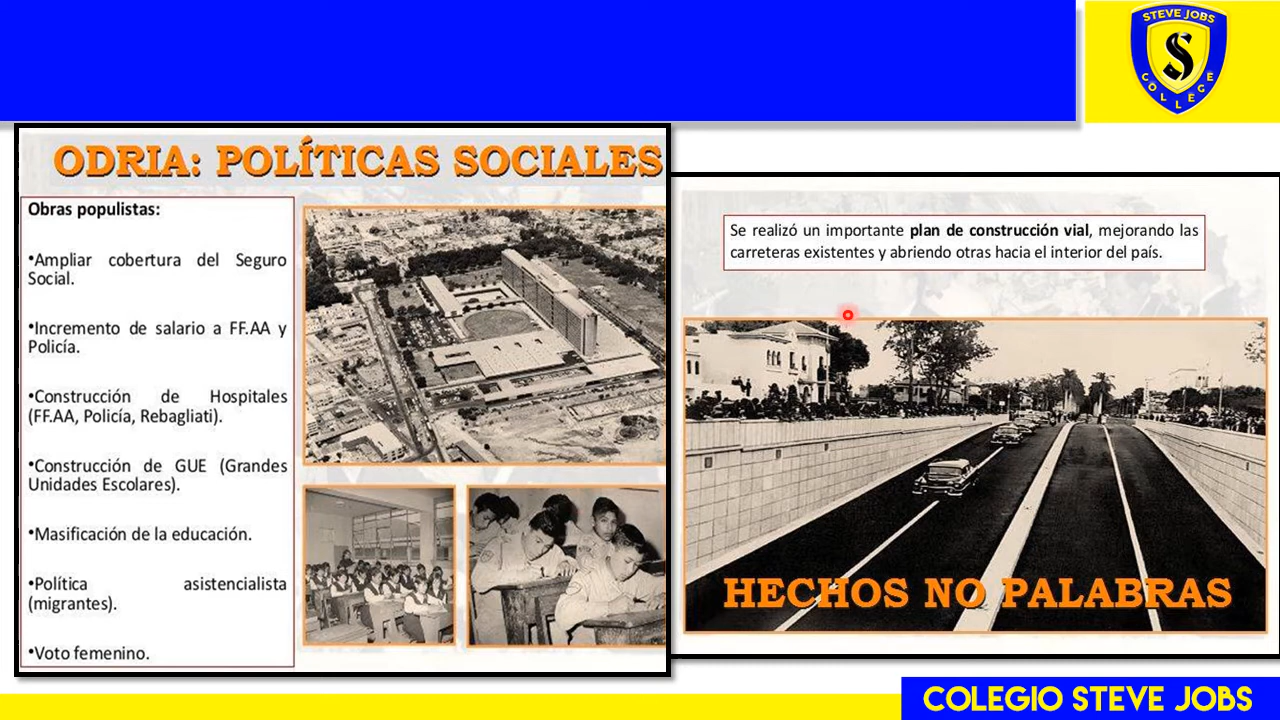 STEVE JOBS
S
COLLEGE
ODRIA: POLÍTICAS SOCIALES
Obras populistas:
•Ampliar cobertura del Seguro
Social.
•Incremento de salario a FF.AA y
Policía.
•Construcción de Hospitales
(FF.AA, Policía, Rebagliati).
•Construcción de GUE (Grandes
Unidades Escolares).
•Masificación de la educación.
•Política asistencialista
(migrantes).
•Voto femenino.
Se realizó un importante plan de construcción vial, mejorando las
carreteras existentes y abriendo otras hacia el interior del país.
HECHOS NO PALABRAS
COLEGIO STEVE JOBS